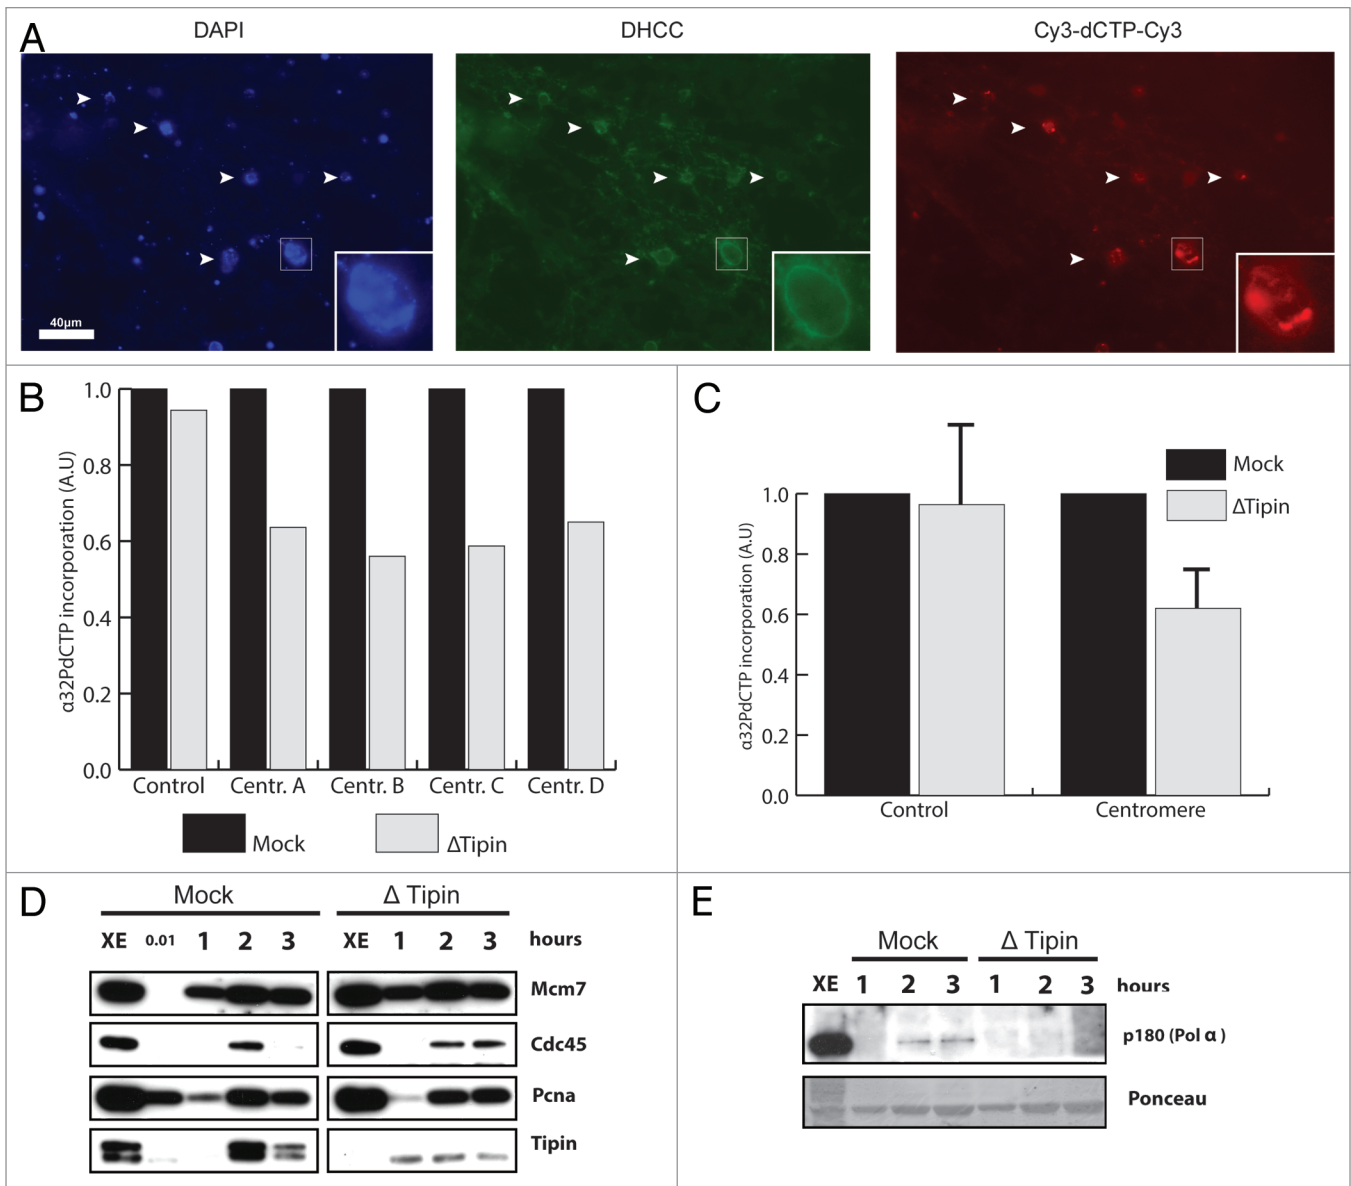 A
DAPI
DHCC
Cy3-dCTP-Cy3
40µm
B
α32PdCTP incorporation (A.U)
1.0
0.8
0.6
0.4
0.2
0.0
Control
Centr. A
Centr. B
Centr. C
Centr. D
Mock
ΔTipin
C
α32PdCTP incorporation (A.U)
1.0
0.8
0.6
0.4
0.2
0.0
Control
Centromere
Mock
ΔTipin
D
Mock
Δ Tipin
XE 0.01 1 2 3 XE 1 2 3 hours
Mcm7
Cdc45
Pcna
Tipin
E
Mock
Δ Tipin
XE 1 2 3 1 2 3 hours
p180 (Pol α )
Ponceau